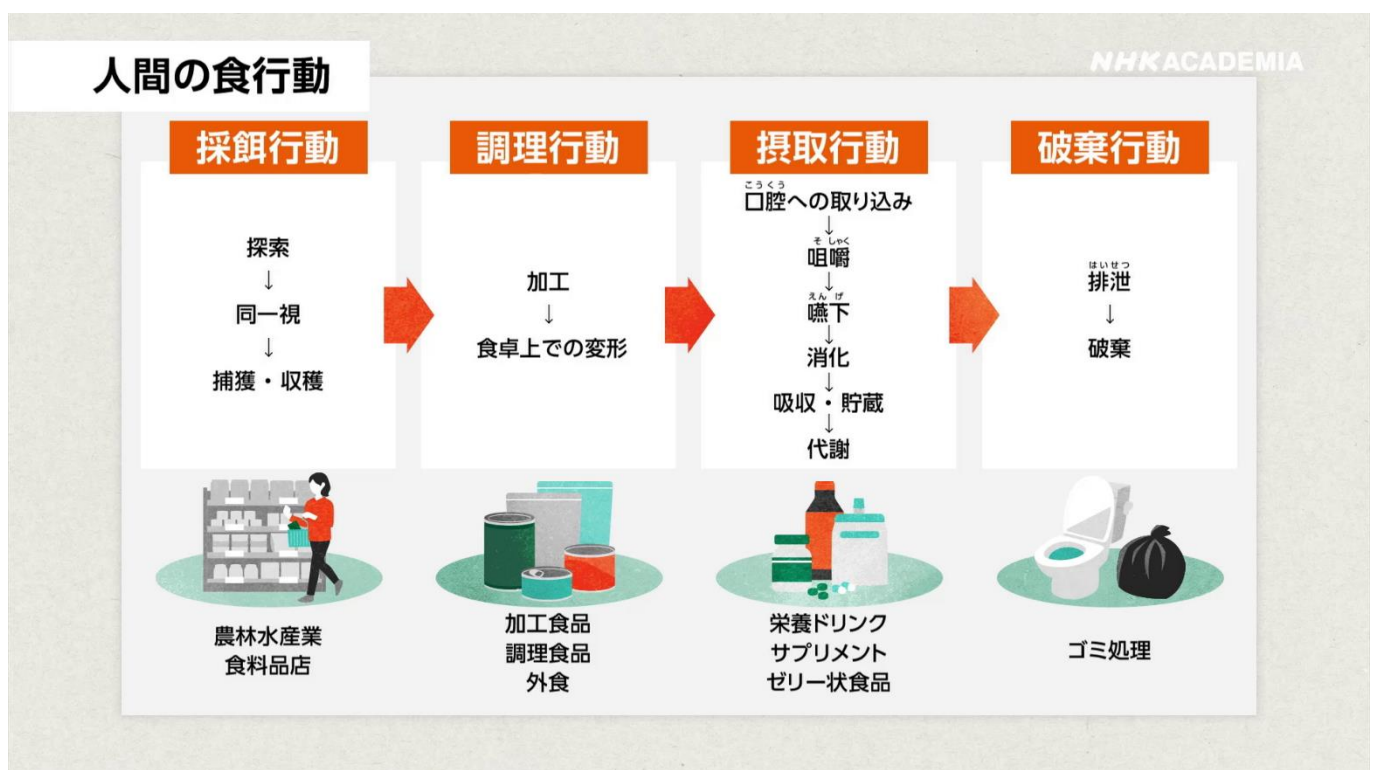 人間の食行動
NHK ACADEMIA
採餌行動
探索
↓
同一視
↓
捕獲・収穫
農林水産業
食料品店
調理行動
加工
↓
食卓上での変形
加工食品
調理食品
外食
摂取行動
こうくう
口腔への取り込み
↓
そしゃく
咀嚼
↓
えんげ
嚥下
↓
消化
↓
吸収・貯蔵
↓
代謝
栄養ドリンク
サプリメント
ゼリー状食品
破棄行動
はいせつ
排泄
↓
破棄
ゴミ処理